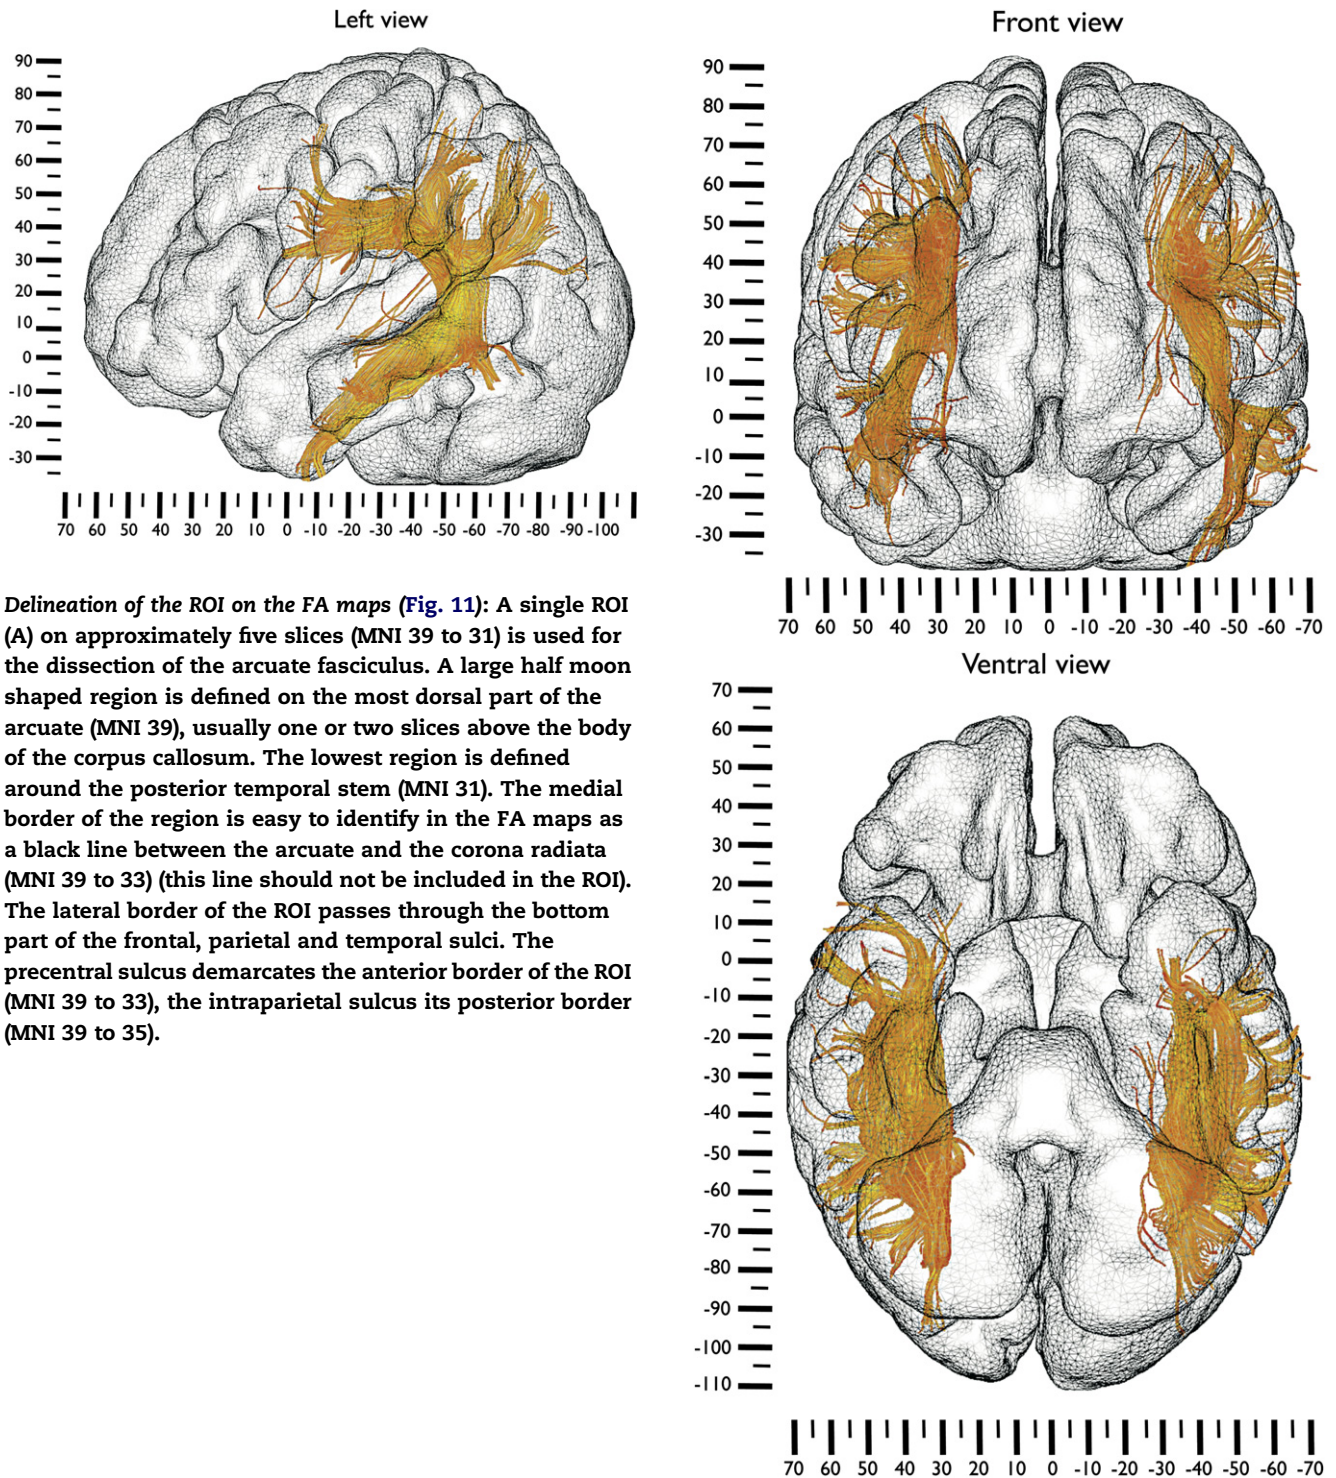 Left view
90
80
70
60
50
40
30
20
10
0
-10
-20
-30
70 60 50 40 30 20 10 0 -10 -20 -30 -40 -50 -60 -70 -80 -90 -100
Delineation of the ROI on the FA maps (Fig. 11): A single ROI
(A) on approximately five slices (MNI 39 to 31) is used for
the dissection of the arcuate fasciculus. A large half moon
shaped region is defined on the most dorsal part of the
arcuate (MNI 39), usually one or two slices above the body
of the corpus callosum. The lowest region is defined
around the posterior temporal stem (MNI 31). The medial
border of the region is easy to identify in the FA maps as
a black line between the arcuate and the corona radiata
(MNI 39 to 33) (this line should not be included in the ROI).
The lateral border of the ROI passes through the bottom
part of the frontal, parietal and temporal sulci. The
precentral sulcus demarcates the anterior border of the ROI
(MNI 39 to 33), the intraparietal sulcus its posterior border
(MNI 39 to 35).
Front view
90
80
70
60
50
40
30
20
10
0
-10
-20
-30
70 60 50 40 30 20 10 0 -10 -20 -30 -40 -50 -60 -70
Ventral view
70
60
50
40
30
20
10
0
-10
-20
-30
-40
-50
-60
-70
-80
-90
-100
-110
70 60 50 40 30 20 10 0 -10 -20 -30 -40 -50 -60 -70